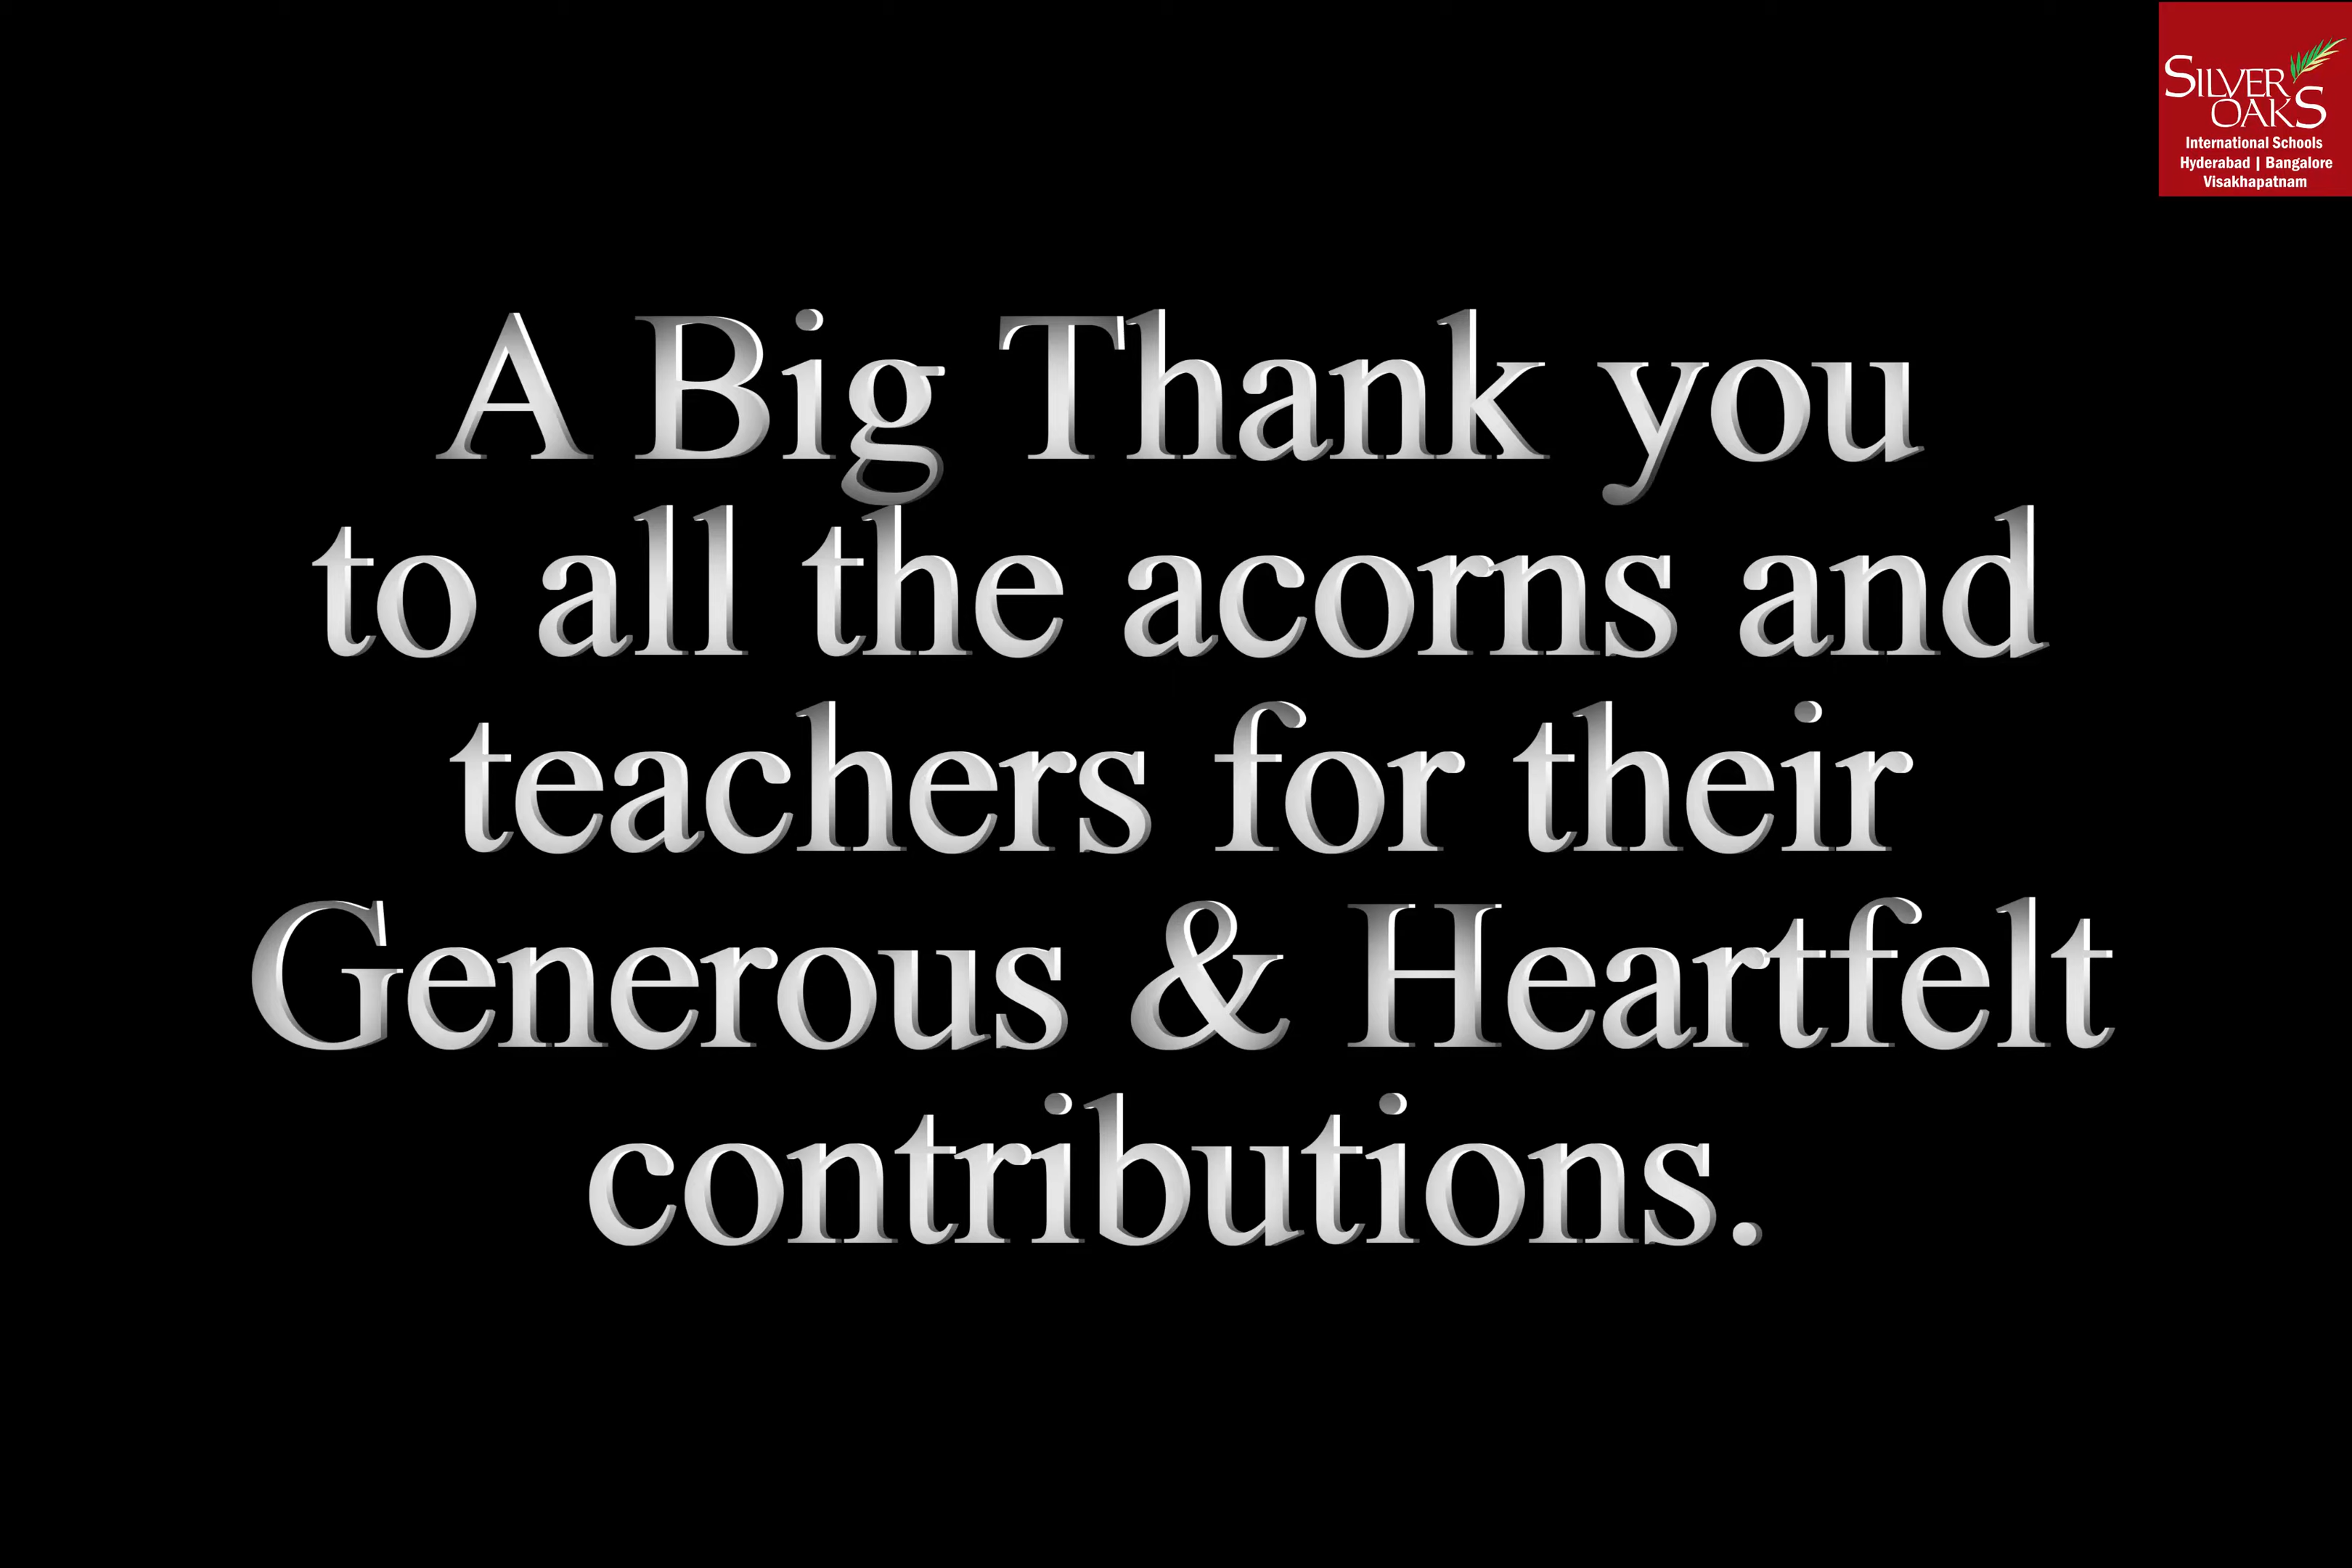 SILVER
OAKS
International Schools
Hyderabad | Bangalore
Visakhapatnam
A Big Thank you
to all the acorns and
teachers for their
Generous & Heartfelt
contributions.